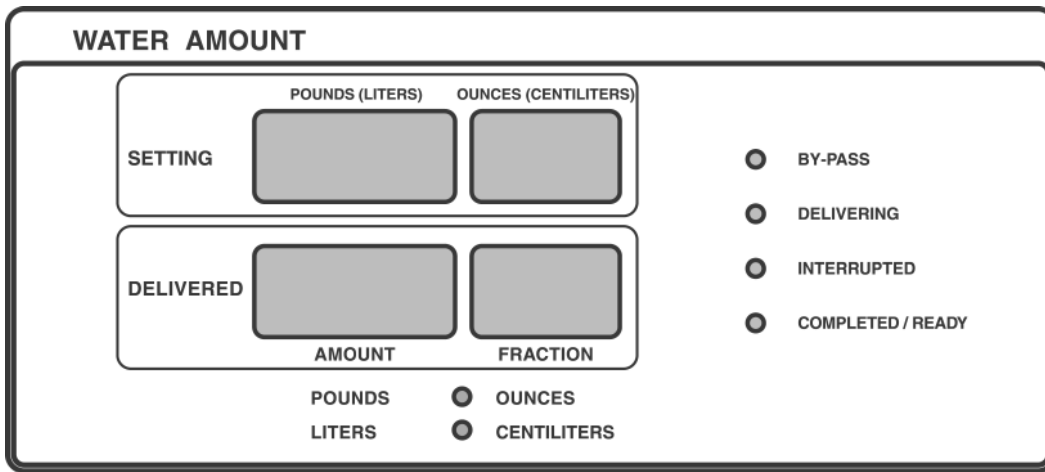 WATER AMOUNT
POUNDS (LITERS) OUNCES (CENTILITERS)
SETTING
DELIVERED
AMOUNT FRACTION
POUNDS OUNCES
LITERS CENTILITERS
BY-PASS
DELIVERING
INTERRUPTED
COMPLETED / READY